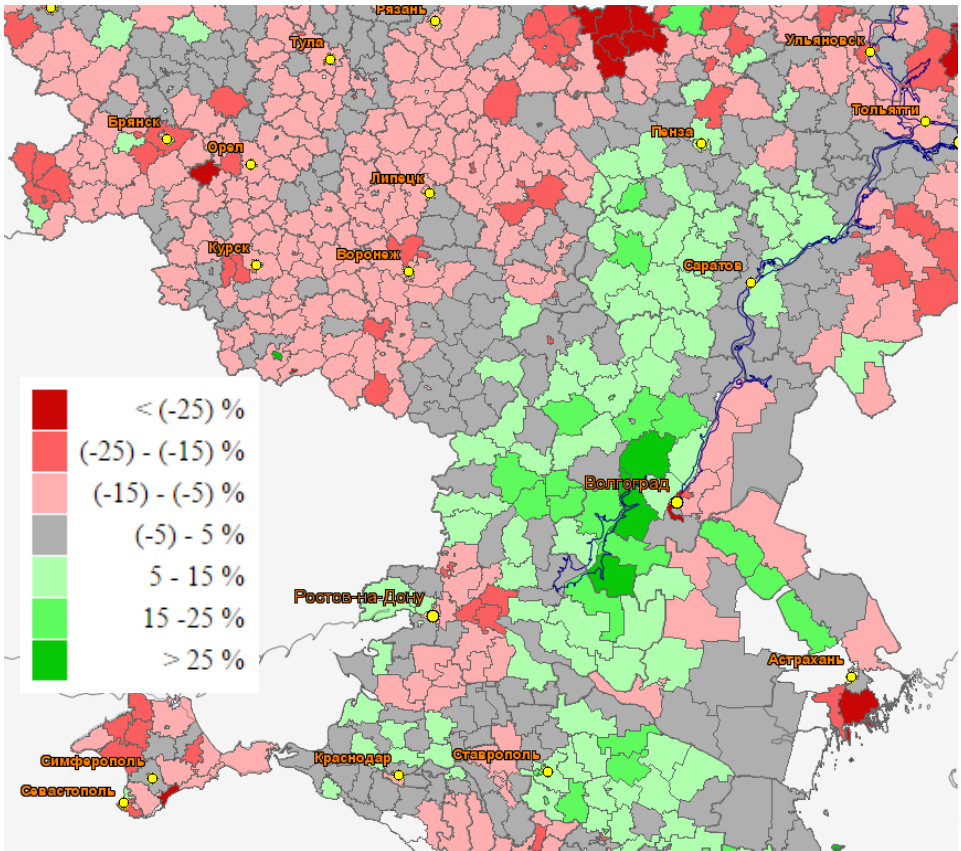 Рязань
Тула
Ульяновск
Тольятти
Брянск
Пенза
Орел
Липецк
Курск
Воронеж
Саратов
< (-25) %
(-25) - (-15) %
(-15) - (-5) %
(-5) - 5 %
5 - 15 %
15 -25 %
> 25 %
Волгоград
Ростов-на-Дону
Астрахань
Симферополь
Краснодар
Ставрополь
Севастополь